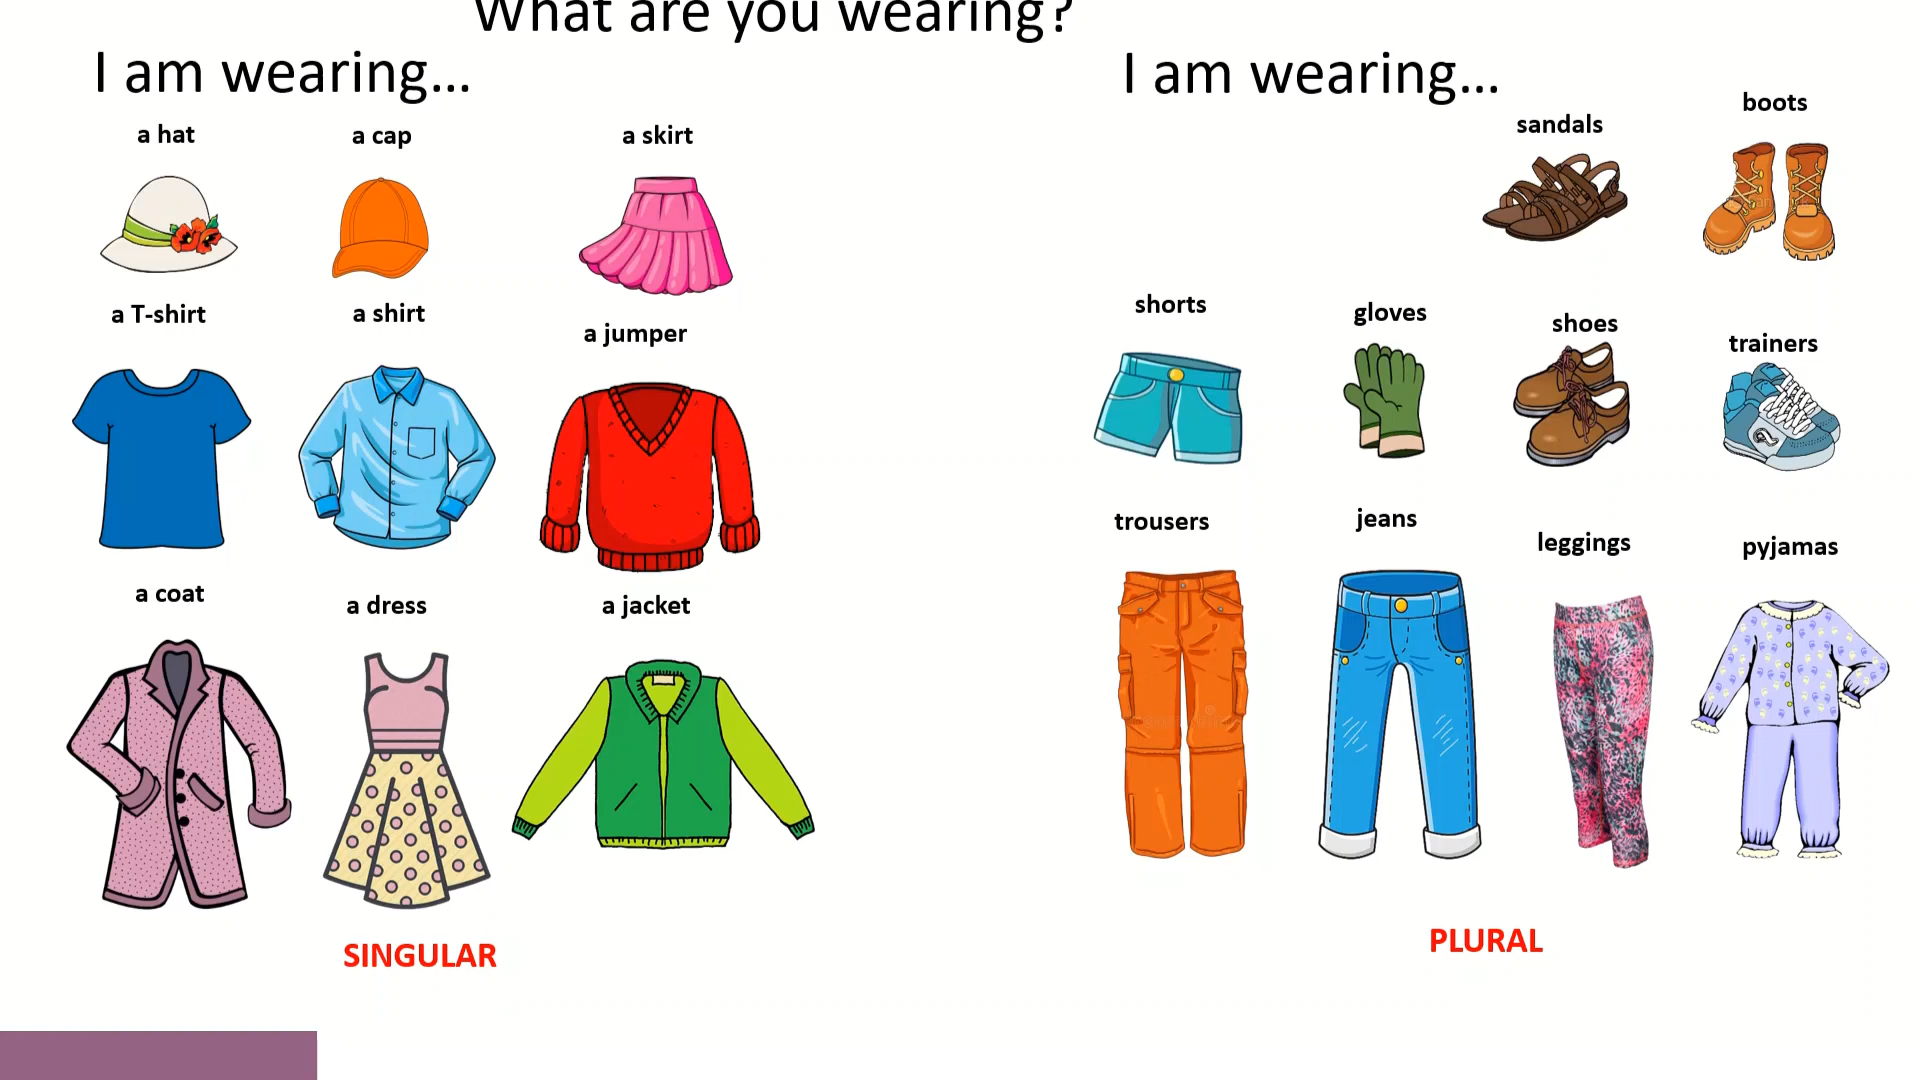 What are you wearing?
I am wearing...
a hat
a cap
a skirt
a T-shirt
a shirt
a jumper
a coat
a dress
a jacket
SINGULAR
I am wearing...
sandals
boots
shorts
gloves
shoes
trainers
trousers
jeans
leggings
pyjamas
PLURAL